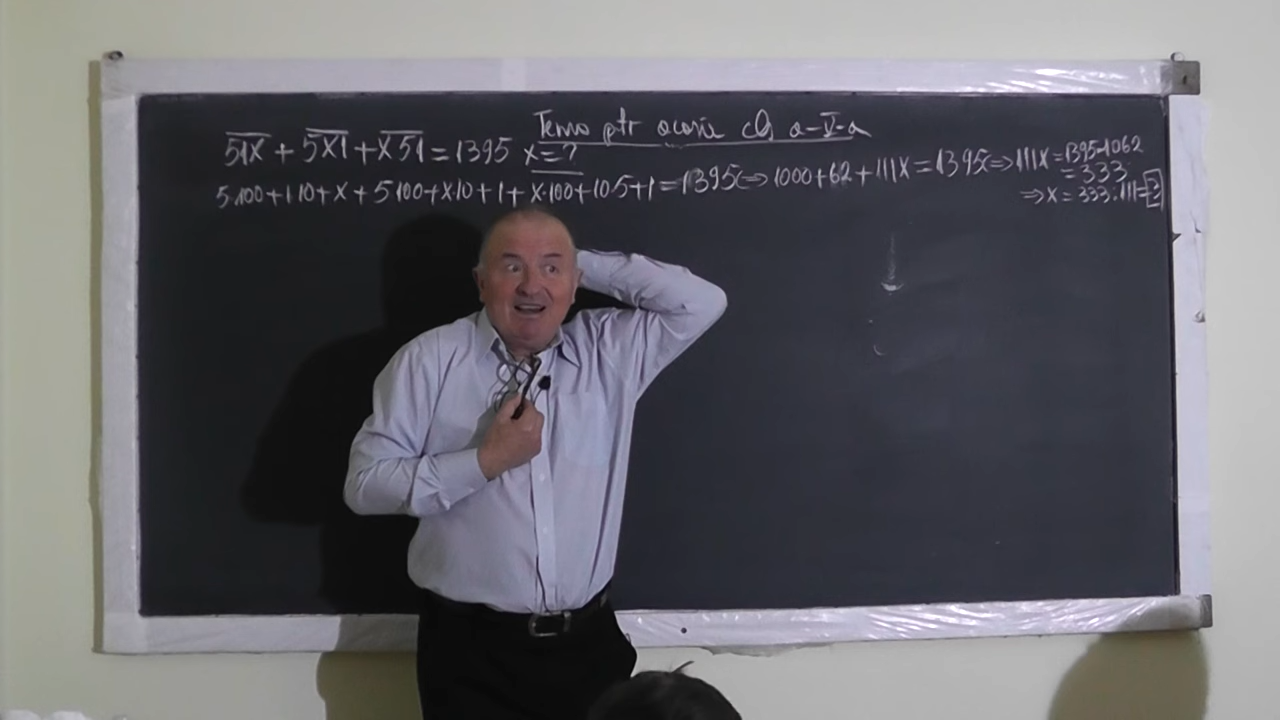 Temă ptr acasă cls a-V-a
51x + 5x1 + x51 = 1395 x=?
5·100+1·10+x+5·100+x·10+1+x·100+10·5+1=1395 ⇔ 1000+62+111x=1395 ⇔ 111x=1395-1062
=333
⇒ x = 333:111=3